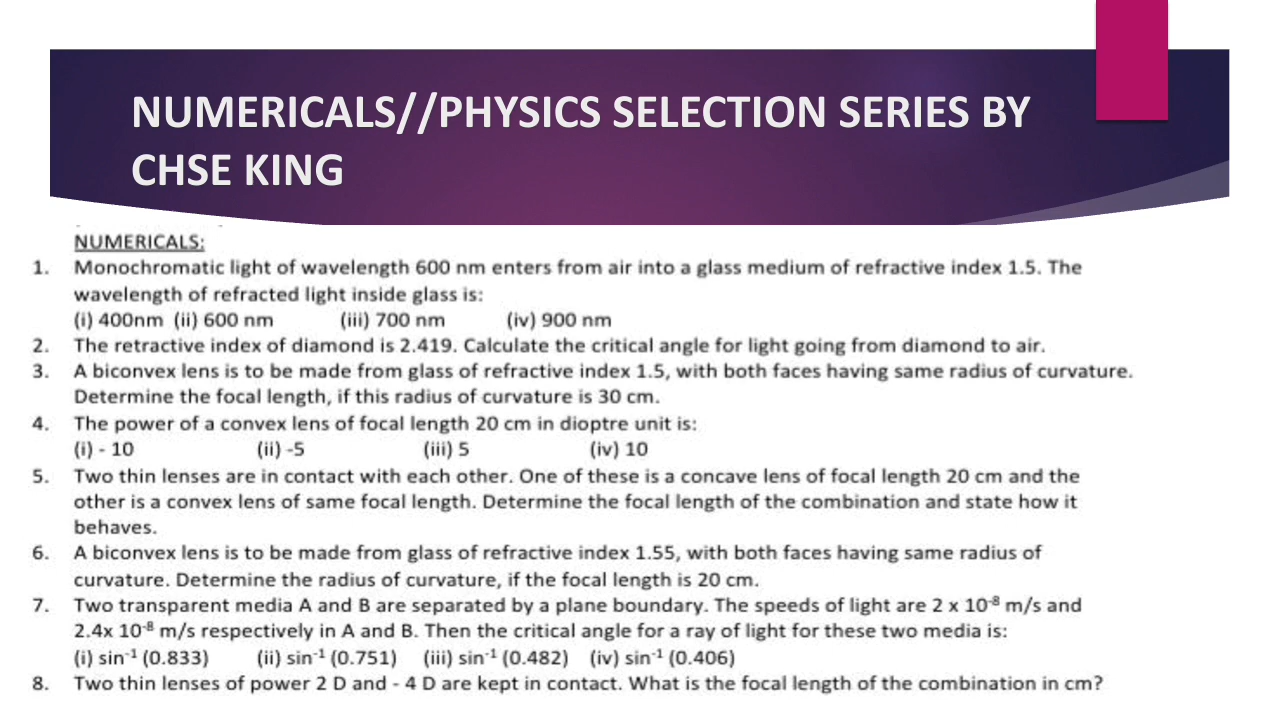 NUMERICALS//PHYSICS SELECTION SERIES BY
CHSE KING
NUMERICALS:
1. Monochromatic light of wavelength 600 nm enters from air into a glass medium of refractive index 1.5. The
wavelength of refracted light inside glass is:
(i) 400nm (ii) 600 nm (iii) 700 nm (iv) 900 nm
2. The retractive index of diamond is 2.419. Calculate the critical angle for light going from diamond to air.
3. A biconvex lens is to be made from glass of refractive index 1.5, with both faces having same radius of curvature.
Determine the focal length, if this radius of curvature is 30 cm.
4. The power of a convex lens of focal length 20 cm in dioptre unit is:
(i) - 10 (ii) -5 (iii) 5 (iv) 10
5. Two thin lenses are in contact with each other. One of these is a concave lens of focal length 20 cm and the
other is a convex lens of same focal length. Determine the focal length of the combination and state how it
behaves.
6. A biconvex lens is to be made from glass of refractive index 1.55, with both faces having same radius of
curvature. Determine the radius of curvature, if the focal length is 20 cm.
7. Two transparent media A and B are separated by a plane boundary. The speeds of light are 2 x 10⁻⁸ m/s and
2.4x 10⁻⁸ m/s respectively in A and B. Then the critical angle for a ray of light for these two media is:
(i) sin⁻¹ (0.833) (ii) sin⁻¹ (0.751) (iii) sin⁻¹ (0.482) (iv) sin⁻¹ (0.406)
8. Two thin lenses of power 2 D and - 4 D are kept in contact. What is the focal length of the combination in cm?